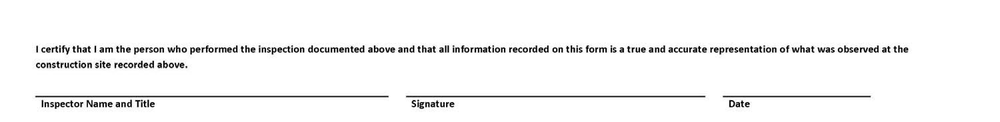 I certify that I am the person who performed the inspection documented above and that all information recorded on this form is a true and accurate representation of what was observed at the
construction site recorded above.
Inspector Name and Title Signature Date